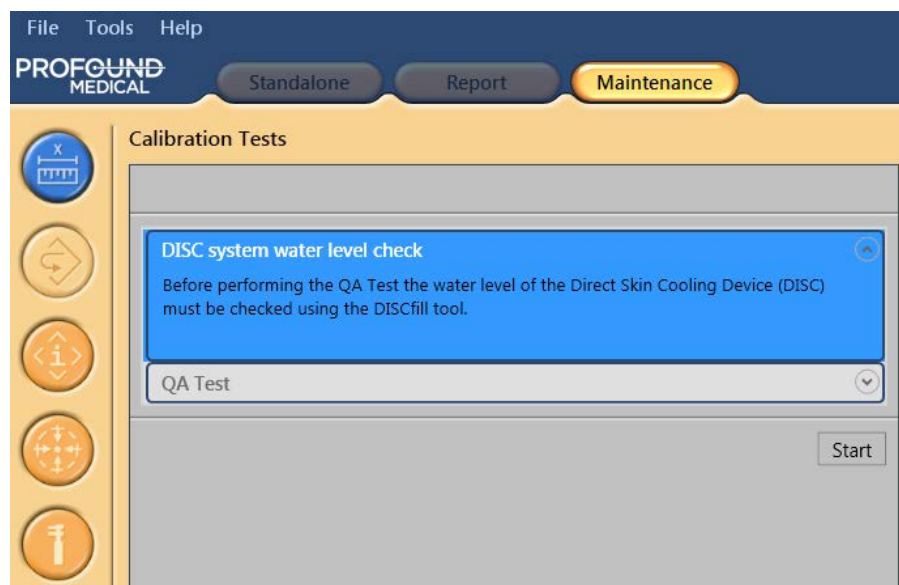 File Tools Help
PROFOUND
MEDICAL
Standalone Report Maintenance
Calibration Tests
X
DISC system water level check
Before performing the QA Test the water level of the Direct Skin Cooling Device (DISC)
must be checked using the DISCfill tool.
i
QA Test
Start